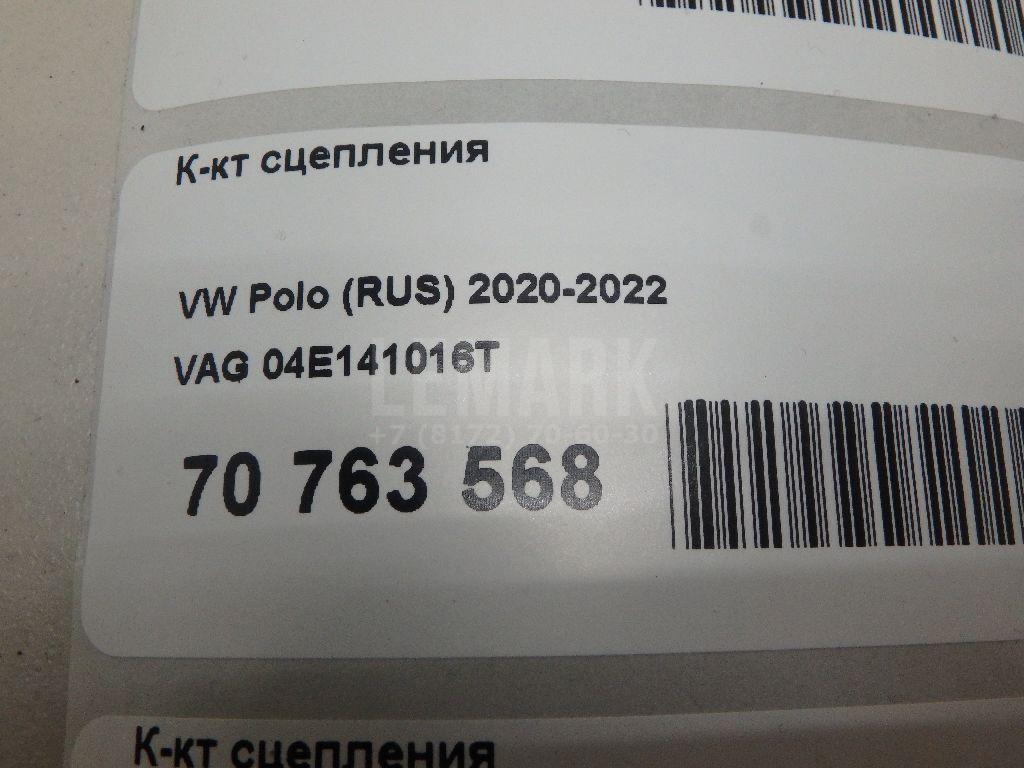 К-кт сцепления
VW Polo (RUS) 2020-2022
VAG 04E141016T
LEMARK
+7 (8172) 70-60-30
70 763 568
К-кт сцепления